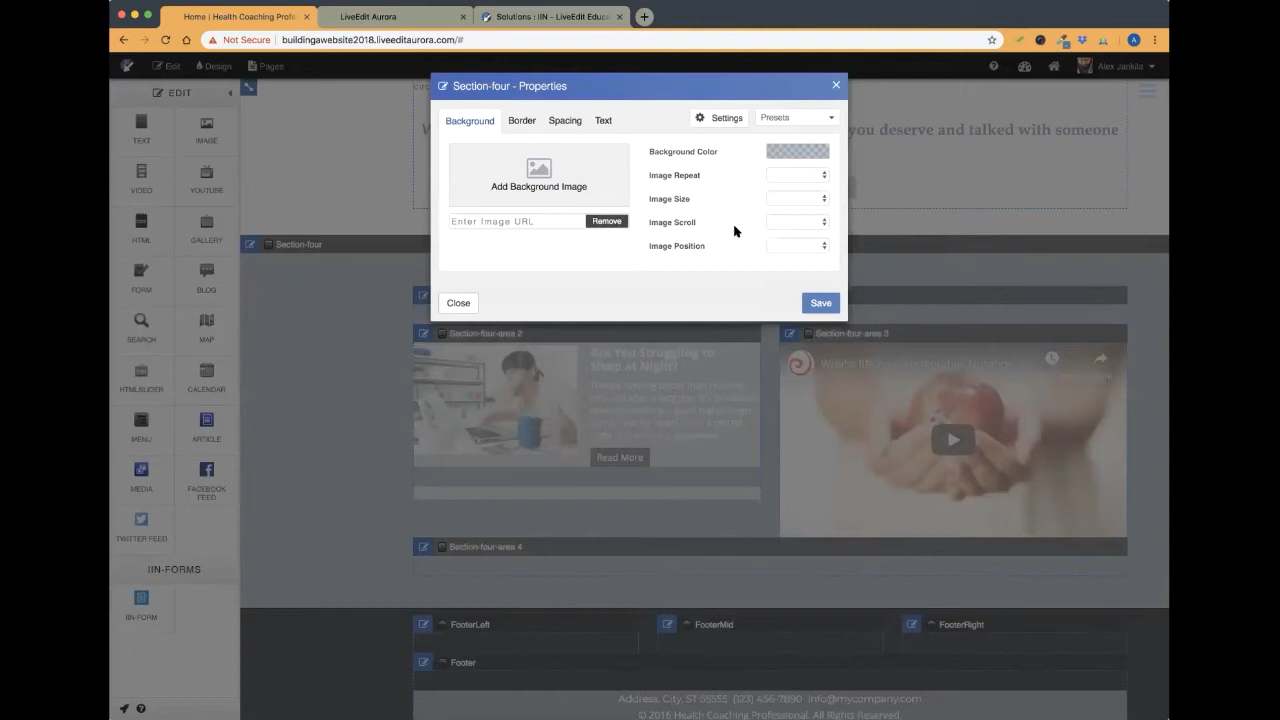 Home | Health Coaching Profe
LiveEdit Aurora
Solutions : IIN - LiveEdit Educa
Not Secure
buildingawebsite2018.liveeditaurora.com/#
A
Edit
Design
Pages
Alex Jankila
EDIT
TEXT
IMAGE
VIDEO
YOUTUBE
HTML
GALLERY
FORM
BLOG
SEARCH
MAP
HTMLSLIDER
CALENDAR
MENU
ARTICLE
MEDIA
FACEBOOK
FEED
TWITTER FEED
IIN-FORMS
IIN-FORM
you deserve and talked with someone
Section-four - Properties
Background
Border
Spacing
Text
Settings
Presets
Add Background Image
Enter Image URL
Remove
Background Color
Image Repeat
Image Size
Image Scroll
Image Position
Close
Save
Section-four
Section-four-area 2
Section-four-area 3
Are You Struggling to
Sleep at Night?
Read More
Section-four-area 4
FooterLeft
FooterMid
FooterRight
Footer
Address, City, ST 55555 (123) 456-7890 info@mycompany.com
© 2016 Health Coaching Professional. All Rights Reserved.